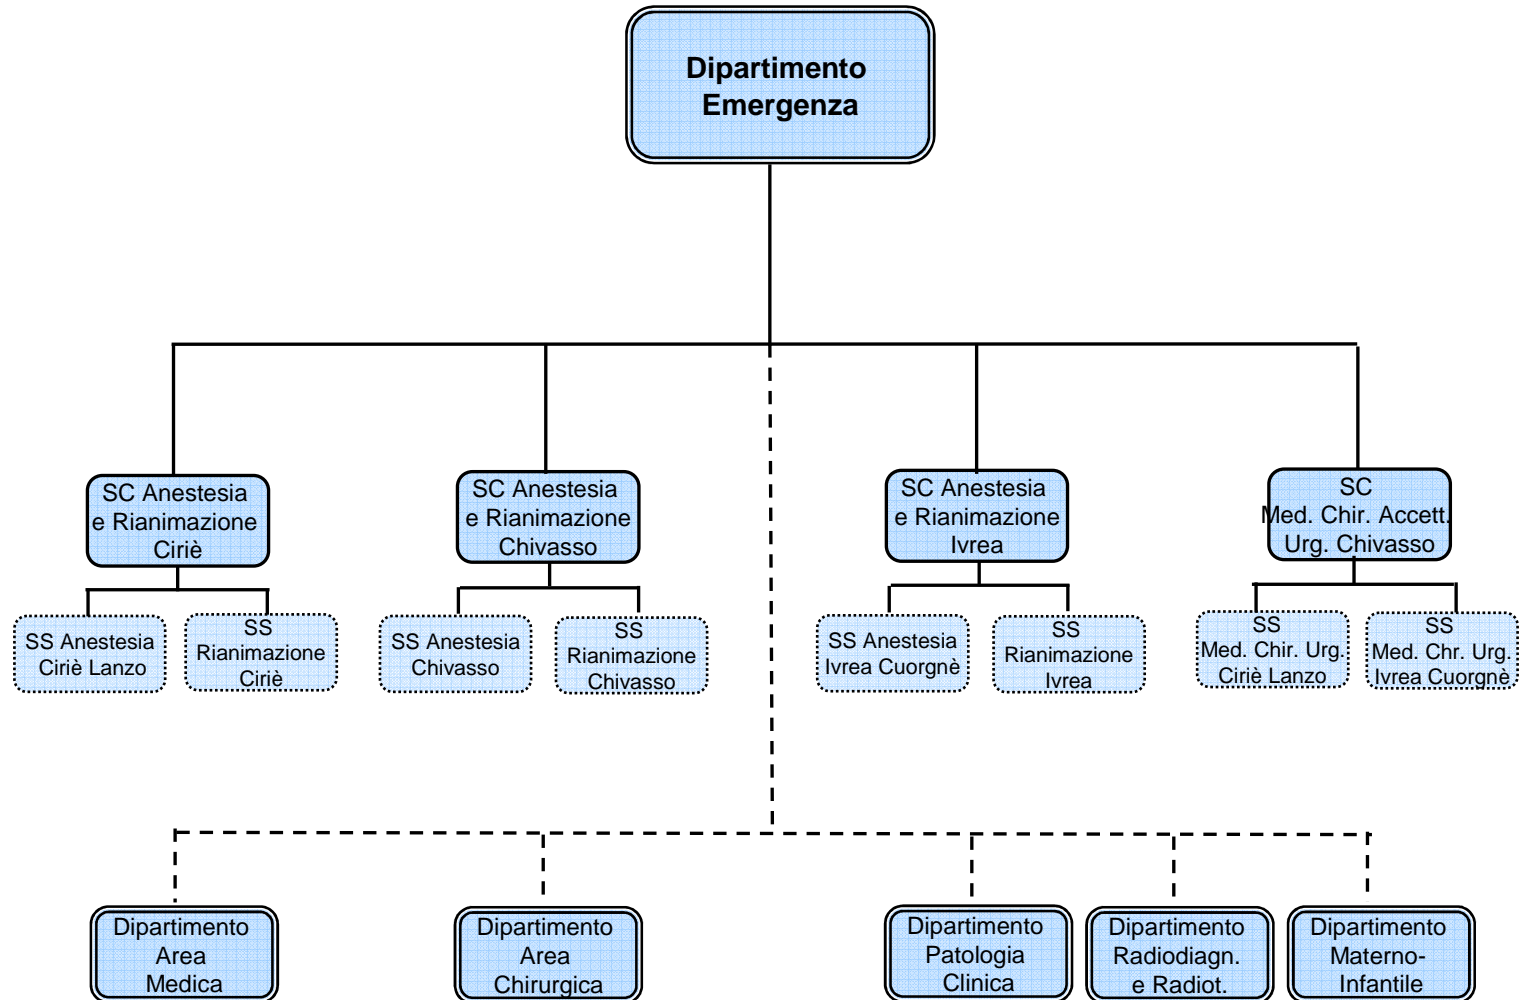 Dipartimento
Emergenza
SC Anestesia
e Rianimazione
Ciriè
SC Anestesia
e Rianimazione
Chivasso
SC Anestesia
e Rianimazione
Ivrea
SC
Med. Chir. Accett.
Urg. Chivasso
SS Anestesia
Ciriè Lanzo
SS
Rianimazione
Ciriè
SS Anestesia
Chivasso
SS
Rianimazione
Chivasso
SS Anestesia
Ivrea Cuorgnè
SS
Rianimazione
Ivrea
SS
Med. Chir. Urg.
Ciriè Lanzo
SS
Med. Chr. Urg.
Ivrea Cuorgnè
Dipartimento
Area
Medica
Dipartimento
Area
Chirurgica
Dipartimento
Patologia
Clinica
Dipartimento
Radiodiagn.
e Radiot.
Dipartimento
Materno-
Infantile